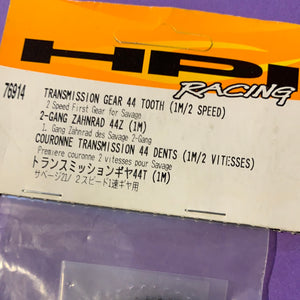 HPI
RACING
76914
TRANSMISSION GEAR 44 TOOTH (1M/2 SPEED)
2 Speed First Gear for Savage
2-GANG ZAHNRAD 44Z (1M)
1. Gang Zahnrad des Savage 2-Gang
COURONNE TRANSMISSION 44 DENTS (1M/2 VITESSES)
Première couronne 2 vitesses pour Savage
トランスミッションギヤ44T (1M)
サベージ21/ 2スピード1速ギヤ用